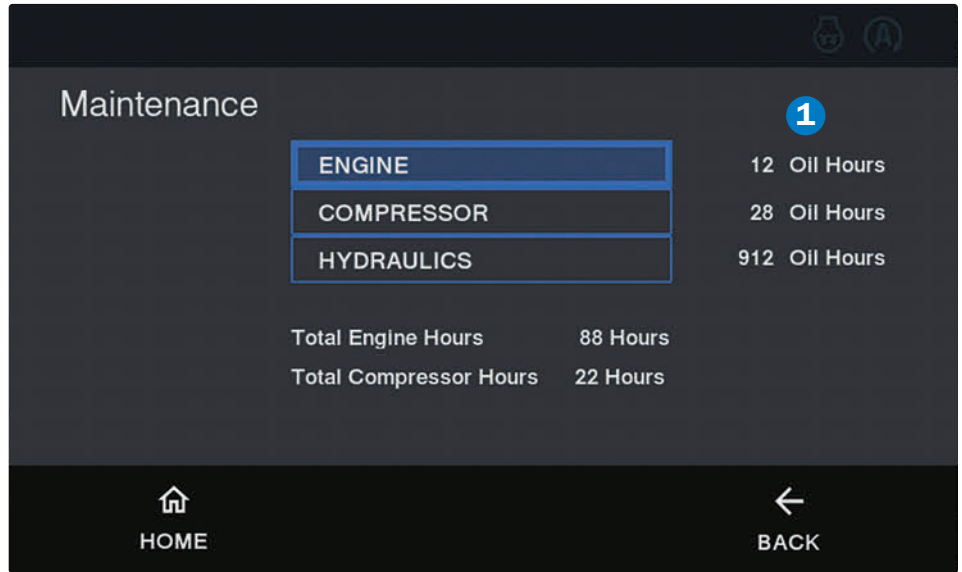 Maintenance
1
ENGINE 12 Oil Hours
COMPRESSOR 28 Oil Hours
HYDRAULICS 912 Oil Hours
Total Engine Hours 88 Hours
Total Compressor Hours 22 Hours
HOME BACK